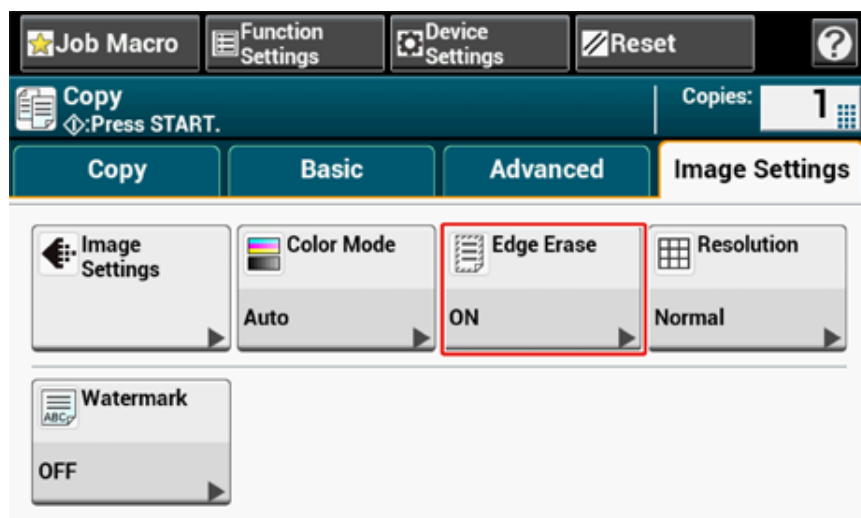 Job Macro
Function
Settings
Device
Settings
Reset
?
Copy
:Press START.
Copies:
1
Copy
Basic
Advanced
Image Settings
Image
Settings
Color Mode
Auto
Edge Erase
ON
Resolution
Normal
ABC
Watermark
OFF